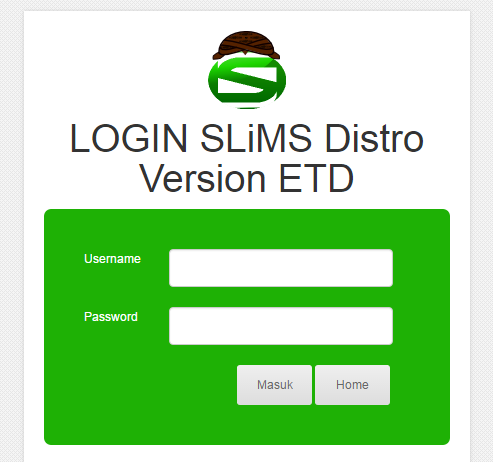 LOGIN SLiMS Distro
Version ETD
Username
Password
Masuk Home